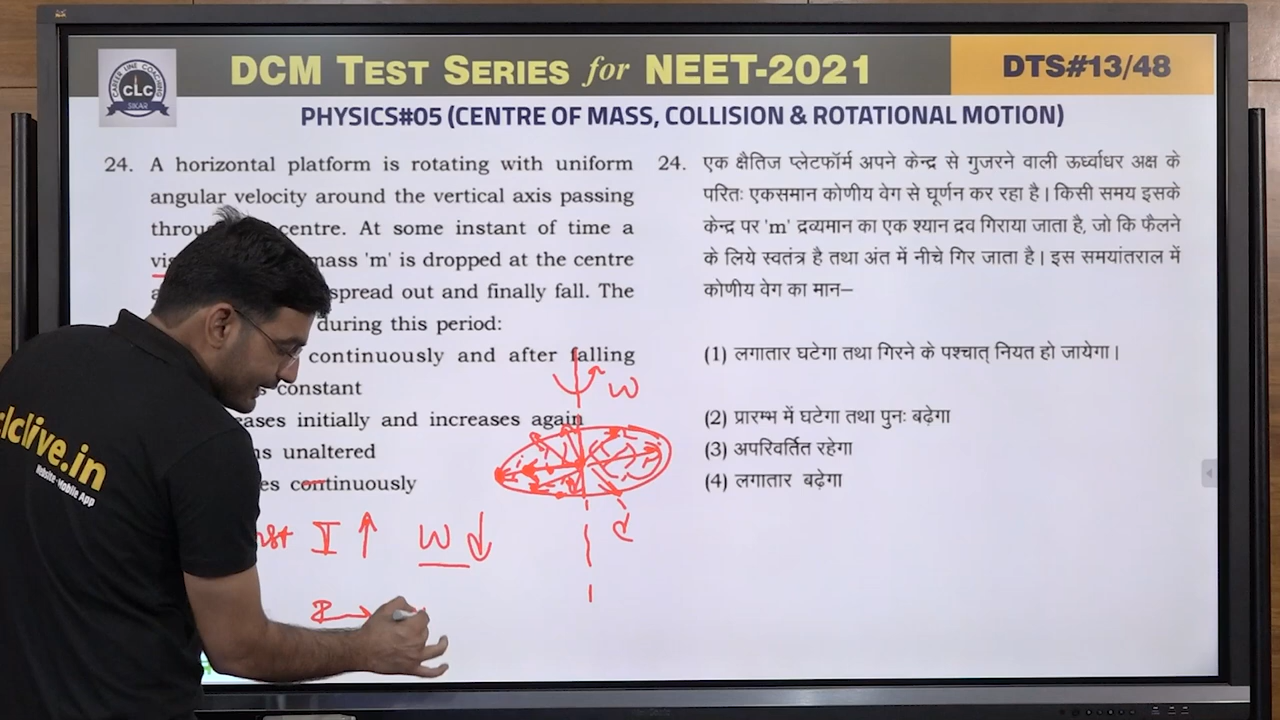 DCM TEST SERIES for NEET-2021
DTS#13/48
CAREER LINE COACHING
CLC
SIKAR
PHYSICS#05 (CENTRE OF MASS, COLLISION & ROTATIONAL MOTION)
24. A horizontal platform is rotating with uniform
angular velocity around the vertical axis passing
centre. At some instant of time a
mass 'm' is dropped at the centre
spread out and finally fall. The
during this period:
continuously and after falling
constant
initially and increases again
unaltered
continuously
24. एक क्षैतिज प्लेटफॉर्म अपने केन्द्र से गुजरने वाली ऊर्ध्वाधर अक्ष के
परितः एकसमान कोणीय वेग से घूर्णन कर रहा है। किसी समय इसके
केन्द्र पर 'm' द्रव्यमान का एक श्यान द्रव गिराया जाता है, जो कि फैलने
के लिये स्वतंत्र है तथा अंत में नीचे गिर जाता है। इस समयांतराल में
कोणीय वेग का मान–
(1) लगातार घटेगा तथा गिरने के पश्चात् नियत हो जायेगा।
(2) प्रारम्भ में घटेगा तथा पुनः बढ़ेगा
(3) अपरिवर्तित रहेगा
(4) लगातार बढ़ेगा
ω
I ↑ ω ↓
clclive.in
Website-Mobile App